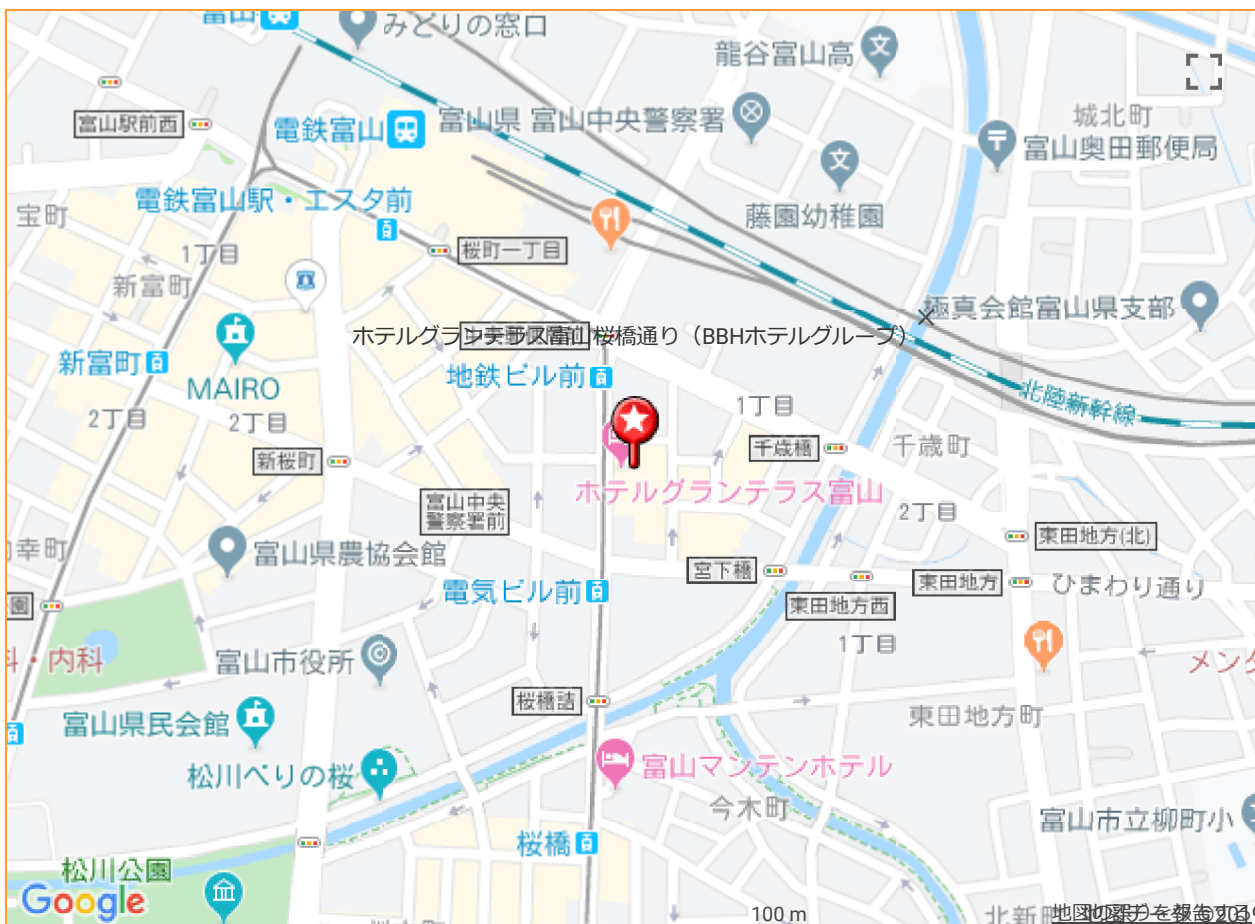 富山
みどりの窓口
龍谷富山高
富山駅前西
電鉄富山
富山県 富山中央警察署
城北町
富山奥田郵便局
電鉄富山駅・エスタ前
宝町
藤園幼稚園
1丁目
桜町一丁目
新富町
極真会館富山県支部
ホテルグランテラス富山 桜橋通り（BBHホテルグループ）
新富町
地鉄ビル前
MAIRO
北陸新幹線
2丁目
2丁目
1丁目
新桜町
千歳橋
千歳町
ホテルグランテラス富山
富山中央
警察署前
2丁目
東田地方(北)
幸町
富山県農協会館
宮下橋
電気ビル前
東田地方
ひまわり通り
園
東田地方西
1丁目
・内科
富山市役所
メン
桜橋詰
富山県民会館
東田地方町
松川べりの桜
富山マンテンホテル
今木町
富山市立柳町小
桜橋
松川公園
Google
100 m
北新